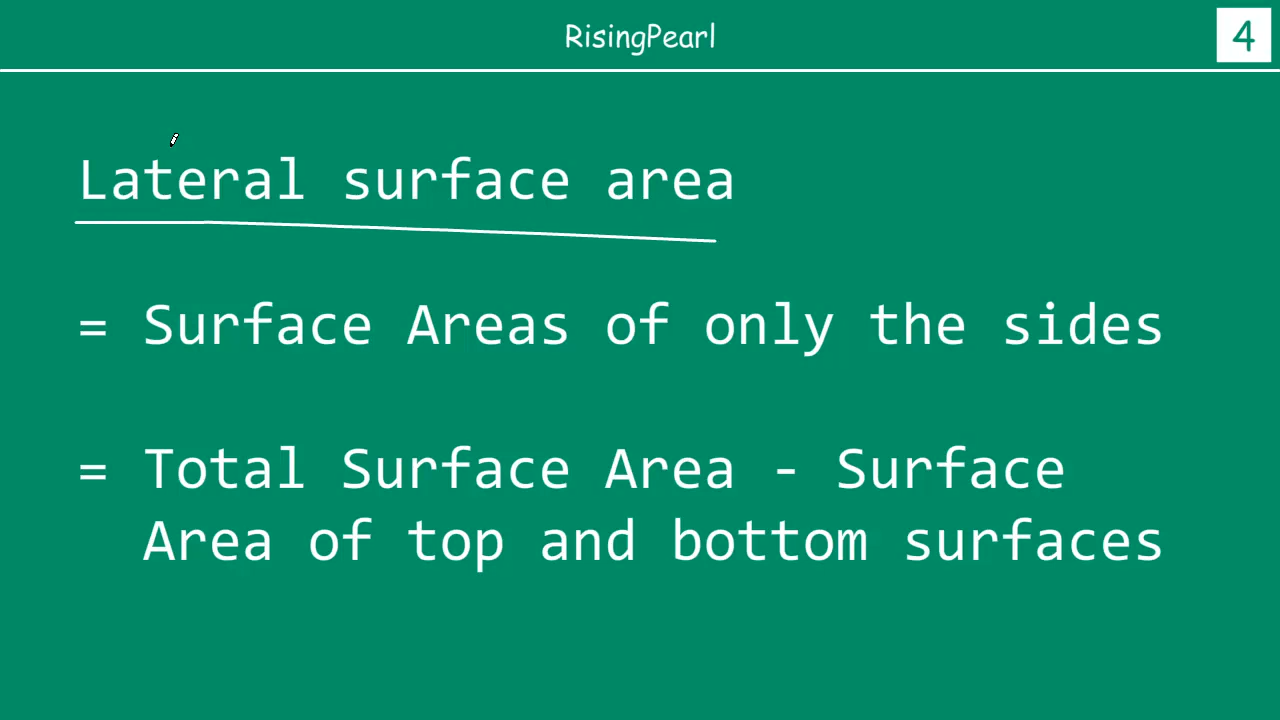 RisingPearl
4
Lateral surface area
= Surface Areas of only the sides
= Total Surface Area - Surface
Area of top and bottom surfaces